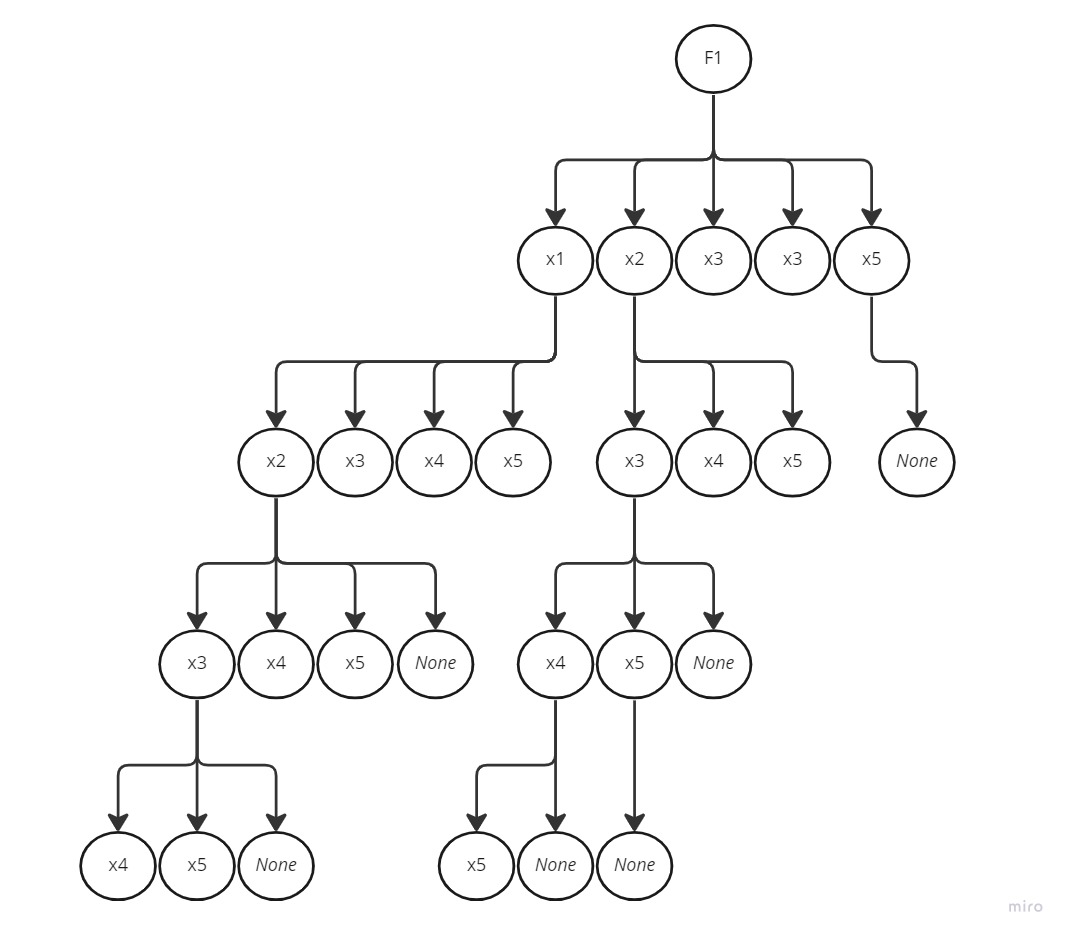 F1
x1 x2 x3 x3 x5
x2 x3 x4 x5 x3 x4 x5 None
x3 x4 x5 None x4 x5 None
x4 x5 None x5 None None
miro